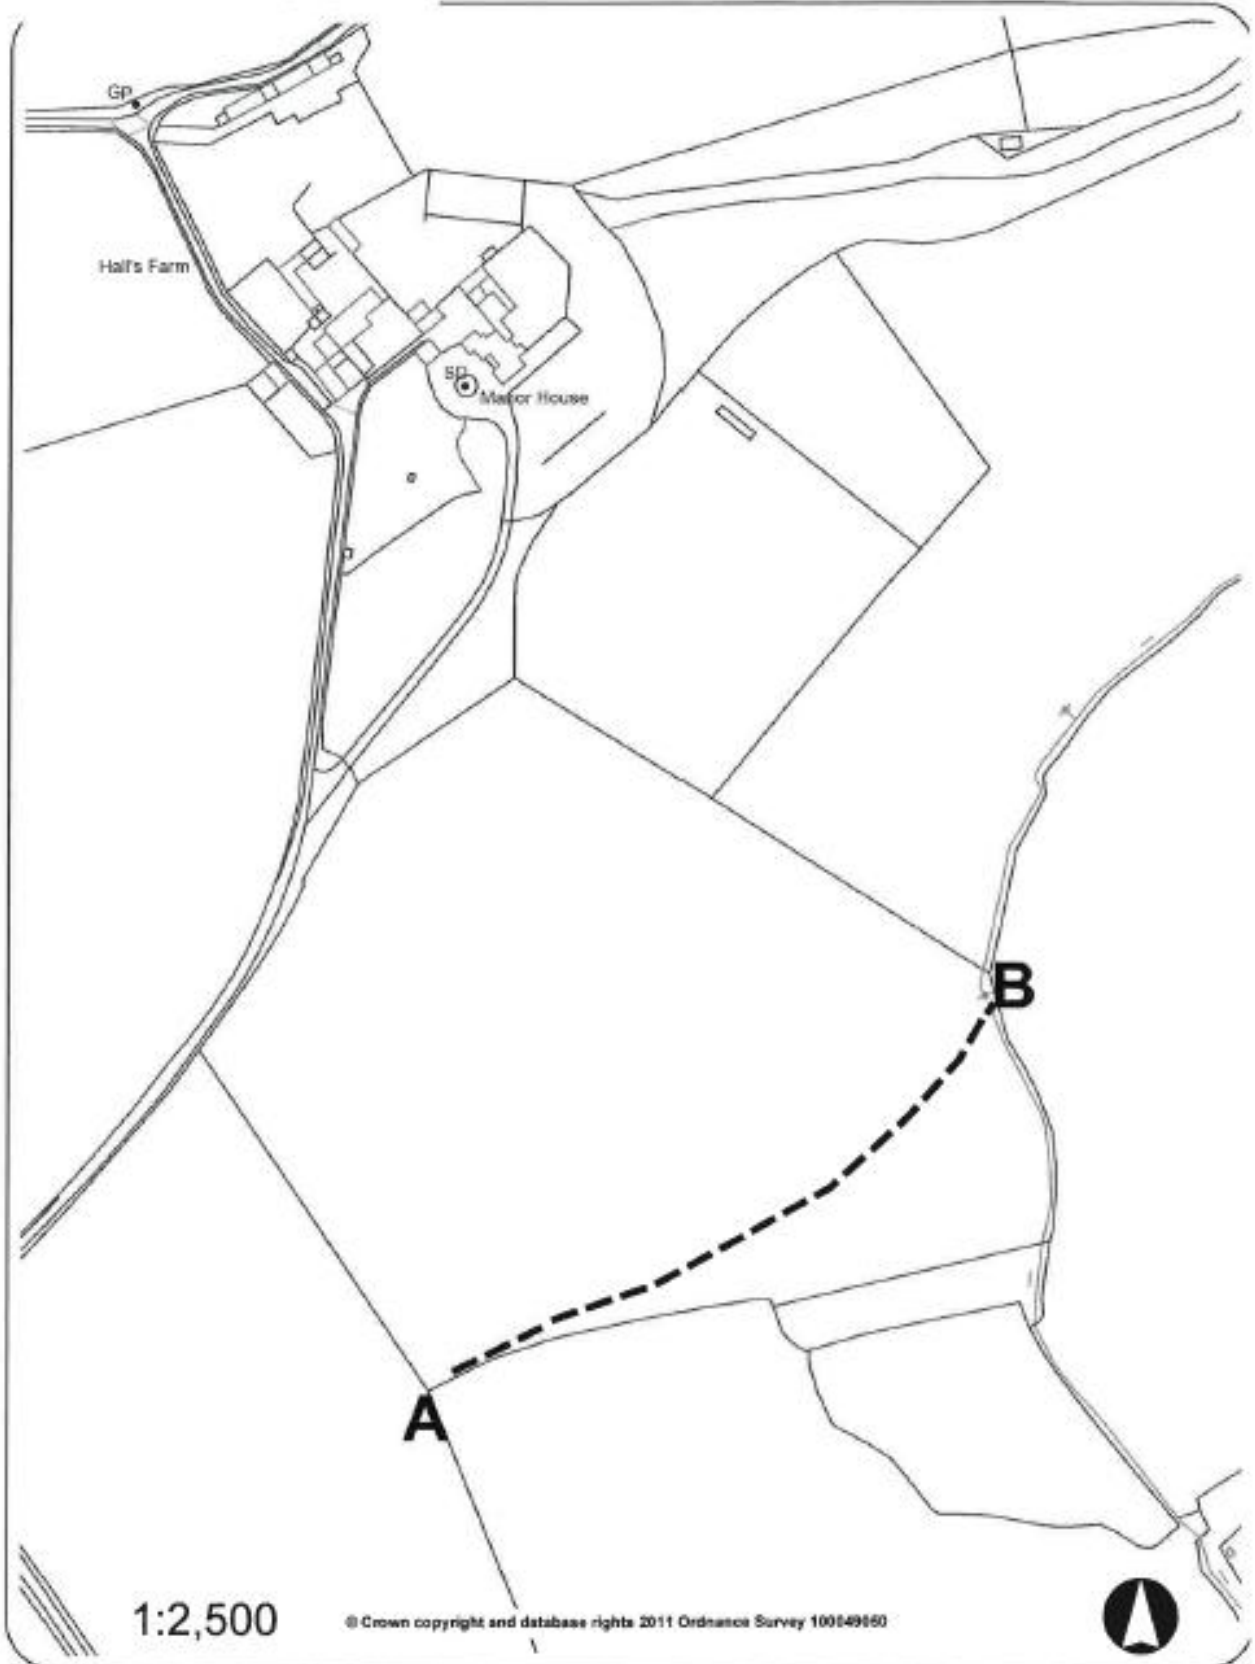 GP
Hall's Farm
SD
Manor House
B
A
1:2,500
© Crown copyright and database rights 2011 Ordnance Survey 100049050